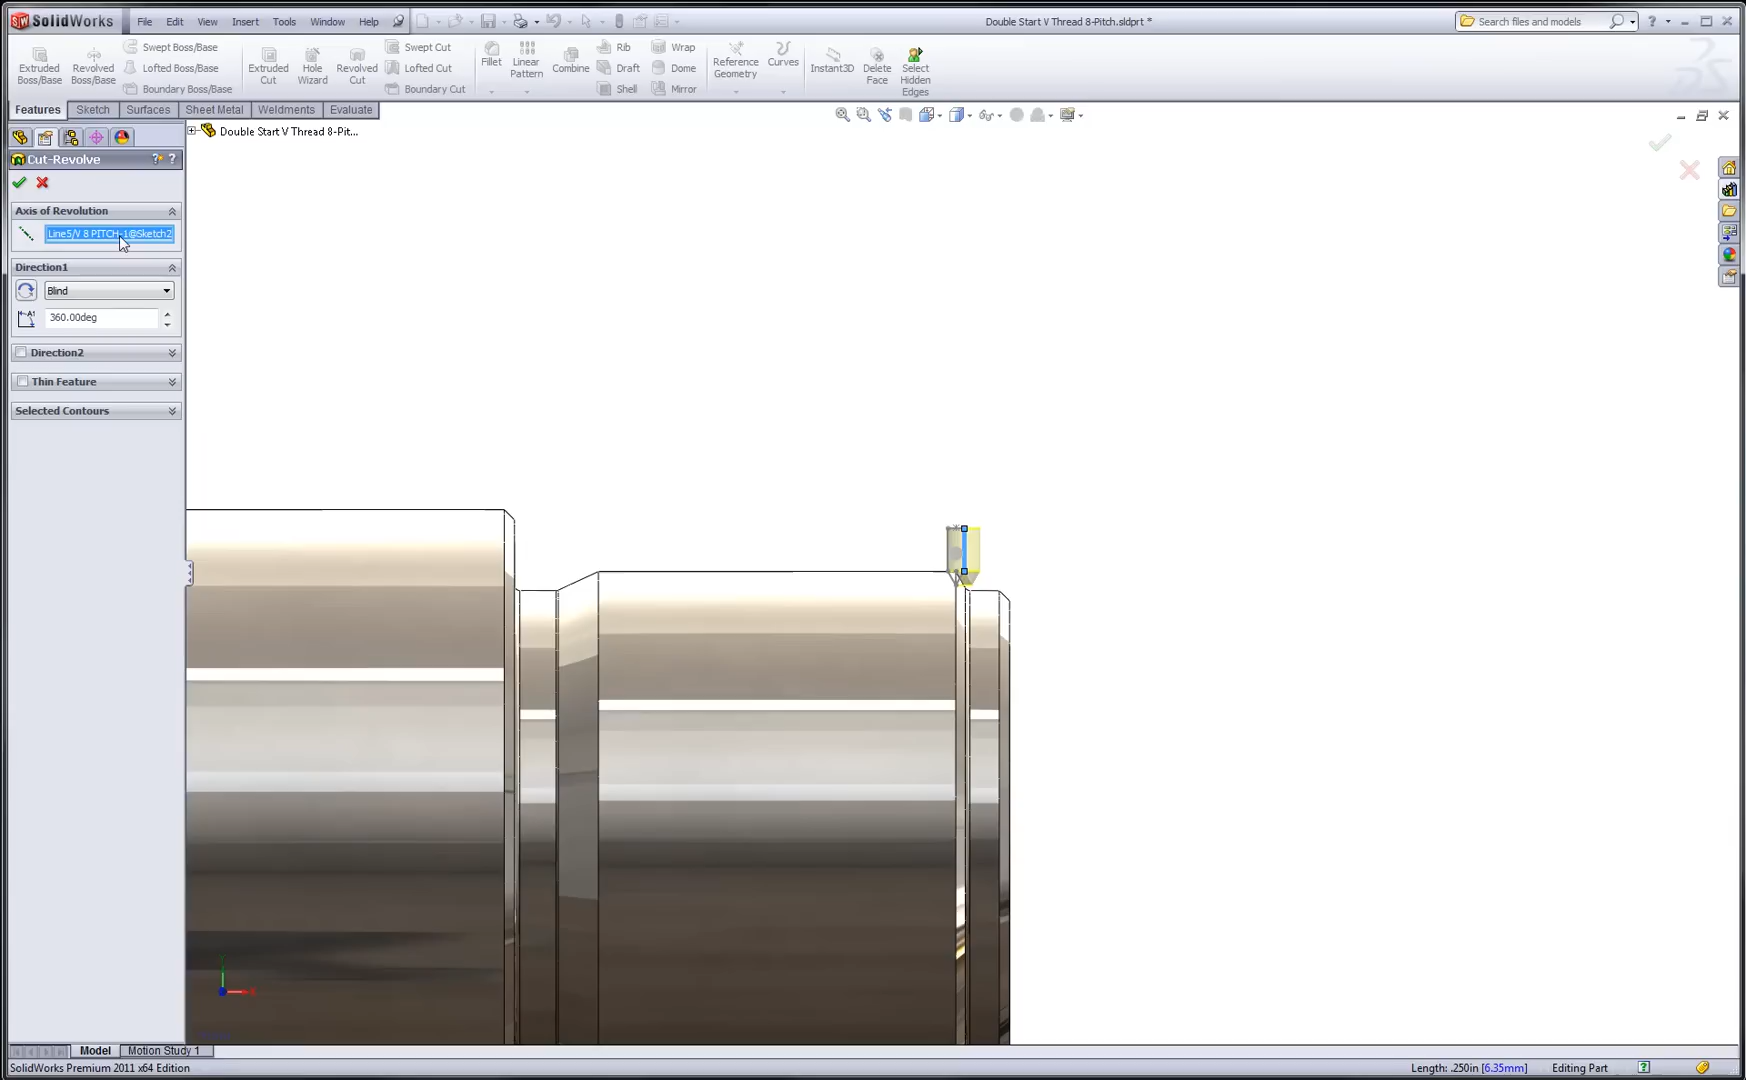 SolidWorks File Edit View Insert Tools Window Help Double Start V Thread 8-Pitch.sldprt * Search files and models
Extruded Boss/Base
Revolved Boss/Base
Swept Boss/Base
Lofted Boss/Base
Boundary Boss/Base
Extruded Cut
Hole Wizard
Revolved Cut
Swept Cut
Lofted Cut
Boundary Cut
Fillet
Linear Pattern
Combine
Rib
Draft
Shell
Wrap
Dome
Mirror
Reference Geometry
Curves
Instant3D
Delete Face
Select Hidden Edges
Features Sketch Surfaces Sheet Metal Weldments Evaluate
Double Start V Thread 8-Pit...
Cut-Revolve
Axis of Revolution
Line5/V 8 PITCH-1@Sketch2
Direction1
Blind
360.00deg
Direction2
Thin Feature
Selected Contours
Model Motion Study 1
SolidWorks Premium 2011 x64 Edition Length: .250in [6.35mm] Editing Part